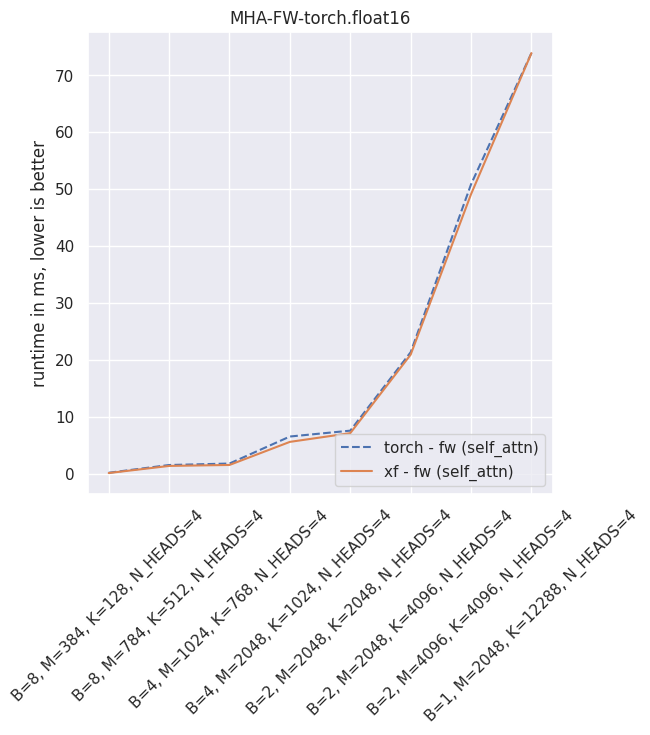 MHA-FW-torch.float16
runtime in ms, lower is better
70
60
50
40
30
20
10
0
torch - fw (self_attn)
xf - fw (self_attn)
B=8, M=384, K=128, N_HEADS=4
B=8, M=784, K=512, N_HEADS=4
B=4, M=1024, K=768, N_HEADS=4
B=4, M=2048, K=1024, N_HEADS=4
B=2, M=2048, K=2048, N_HEADS=4
B=2, M=2048, K=4096, N_HEADS=4
B=2, M=4096, K=4096, N_HEADS=4
B=1, M=2048, K=12288, N_HEADS=4